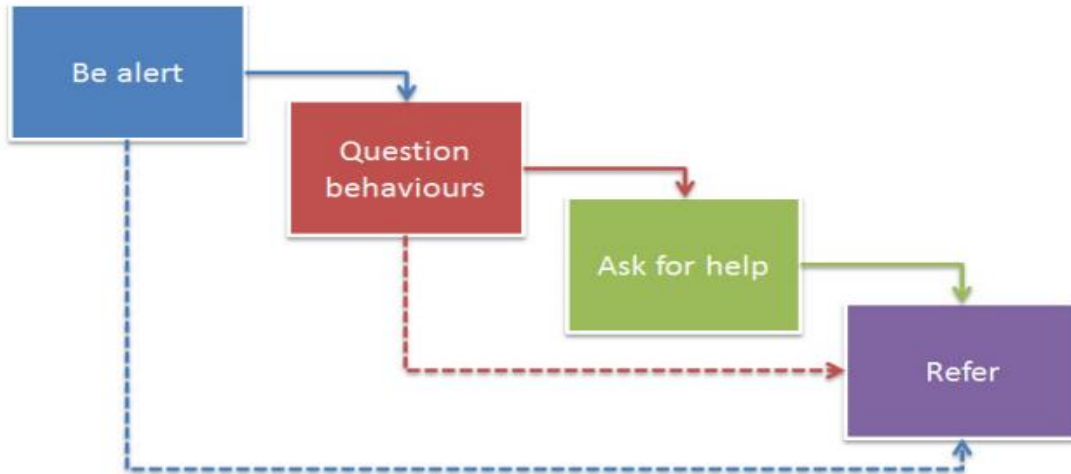 Be alert
Question
behaviours
Ask for help
Refer